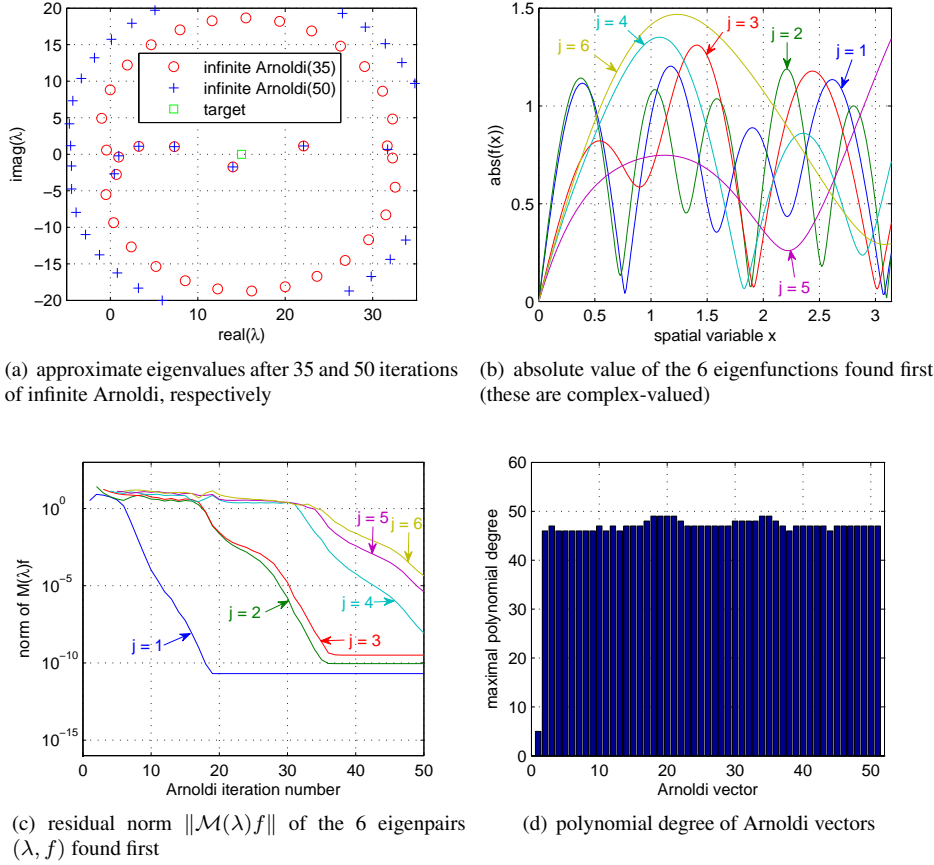 20
15
10
5
0
−5
−10
−15
−20
imag(λ)
infinite Arnoldi(35)
infinite Arnoldi(50)
target
0
10
20
30
real(λ)
(a) approximate eigenvalues after 35 and 50 iterations
of infinite Arnoldi, respectively
1.5
1
0.5
0
abs(f(x))
j = 6
j = 4
j = 3
j = 2
j = 1
j = 5
0
0.5
1
1.5
2
2.5
3
spatial variable x
(b) absolute value of the 6 eigenfunctions found first
(these are complex-valued)
10^0
10^−5
10^−10
10^−15
norm of M(λ)f
j = 5
j = 6
j = 4
j = 2
j = 3
j = 1
0
10
20
30
40
50
Arnoldi iteration number
(c) residual norm ‖ℳ(λ)f‖ of the 6 eigenpairs
(λ, f) found first
60
50
40
30
20
10
0
maximal polynomial degree
0
10
20
30
40
50
Arnoldi vector
(d) polynomial degree of Arnoldi vectors